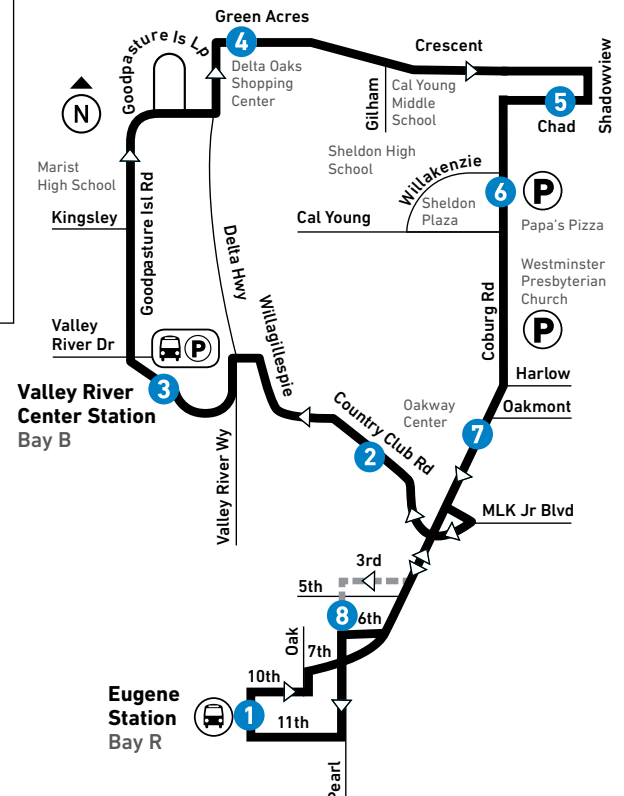 Green Acres
4
Goodpasture Is Lp
Delta Oaks
Shopping
Center
Crescent
Shadowview
Gilham
Cal Young
Middle
School
5
Chad
N
Sheldon High
School
Marist
High School
Willakenzie
6
P
Sheldon
Plaza
Papa's Pizza
Kingsley
Goodpasture Isl Rd
Cal Young
Delta Hwy
Westminster
Presbyterian
Church
P
Coburg Rd
Willagillespie
Valley
River Dr
P
Harlow
3
Valley River
Center Station
Bay B
Oakmont
Oakway
Center
7
Country Club Rd
2
Valley River Wy
MLK Jr Blvd
3rd
5th
8
6th
Oak
7th
10th
Eugene
Station
Bay R
1
11th
Pearl